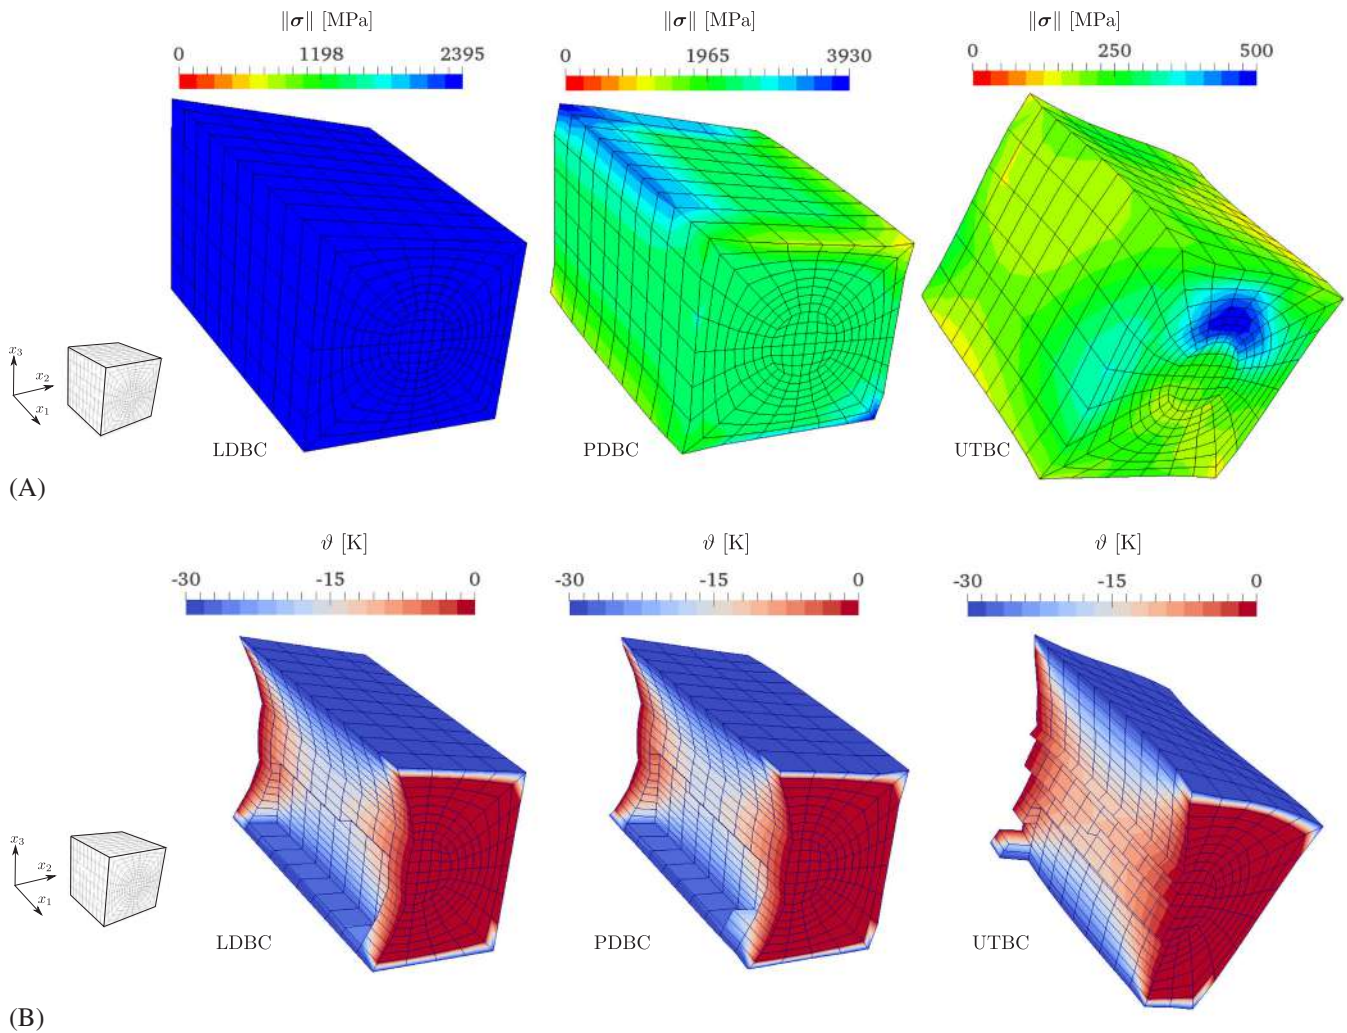 (A)
‖σ‖ [MPa]
0 1198 2395
LDBC
‖σ‖ [MPa]
0 1965 3930
PDBC
‖σ‖ [MPa]
0 250 500
UTBC
x₃
x₂
x₁
(B)
ϑ [K]
-30 -15 0
LDBC
ϑ [K]
-30 -15 0
PDBC
ϑ [K]
-30 -15 0
UTBC
x₃
x₂
x₁